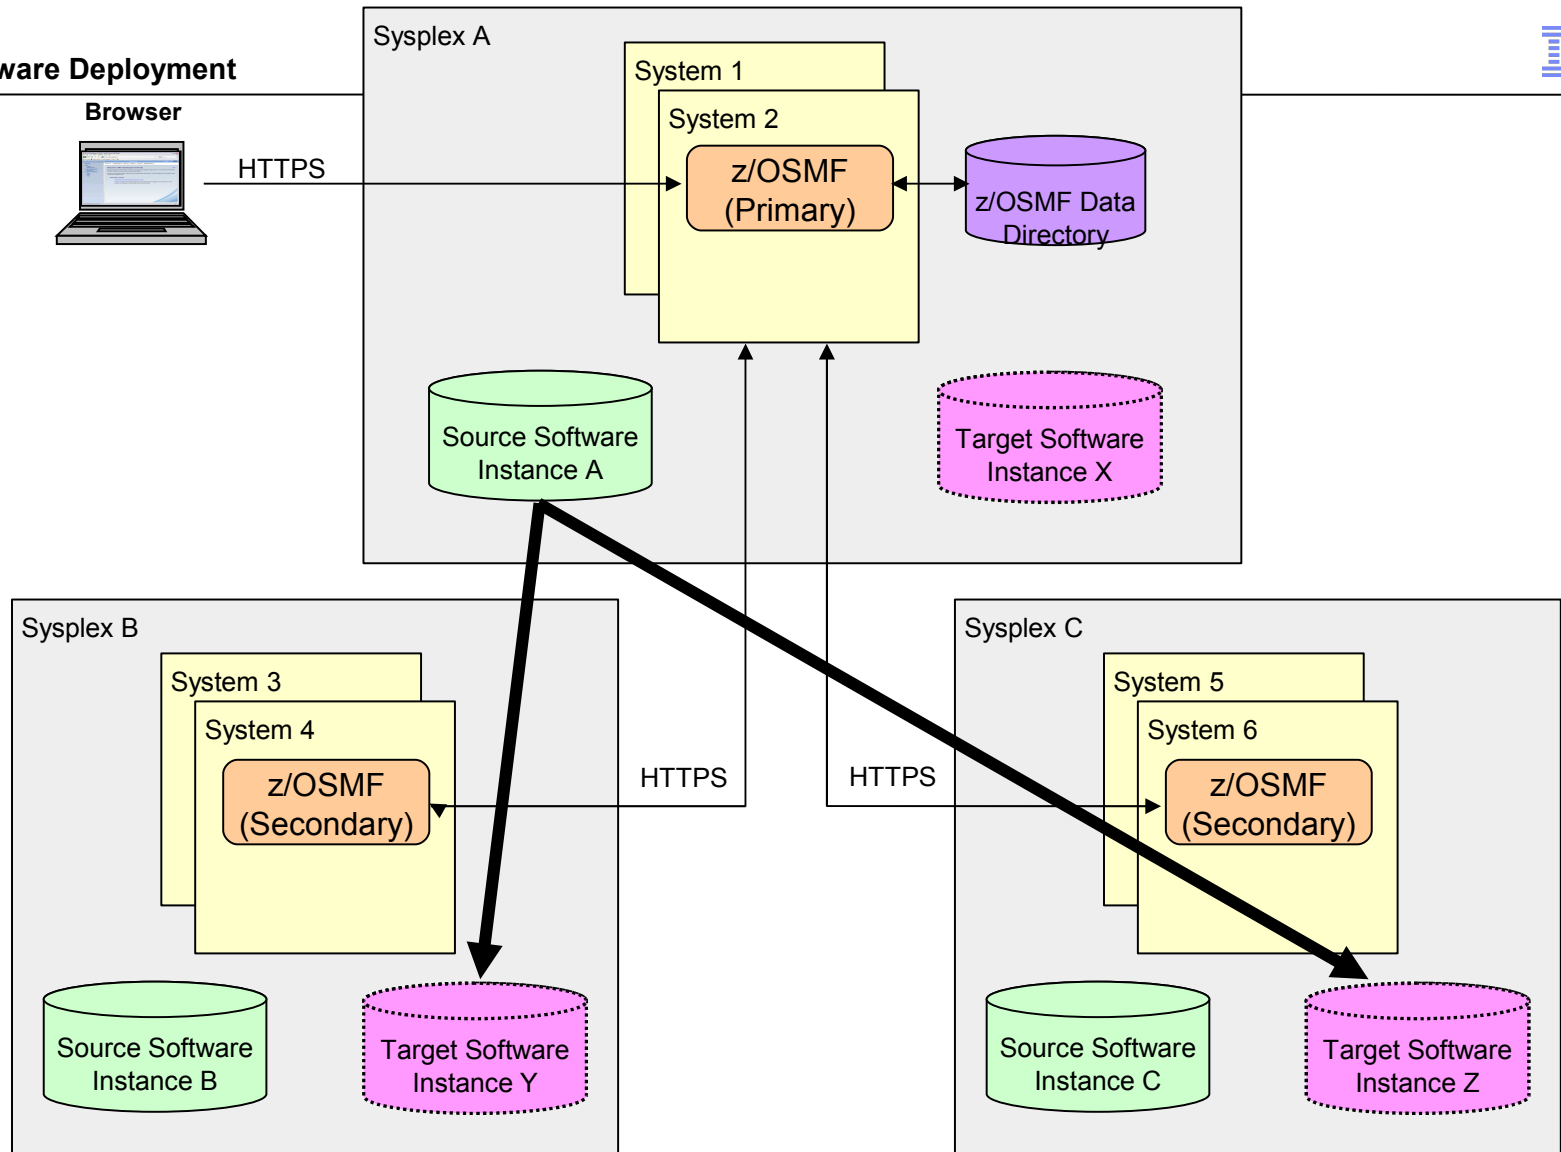 ware Deployment
Browser
HTTPS
Sysplex A
System 1
System 2
z/OSMF
(Primary)
z/OSMF Data
Directory
Source Software
Instance A
Target Software
Instance X
Sysplex B
System 3
System 4
z/OSMF
(Secondary)
HTTPS
HTTPS
Source Software
Instance B
Target Software
Instance Y
Sysplex C
System 5
System 6
z/OSMF
(Secondary)
Source Software
Instance C
Target Software
Instance Z